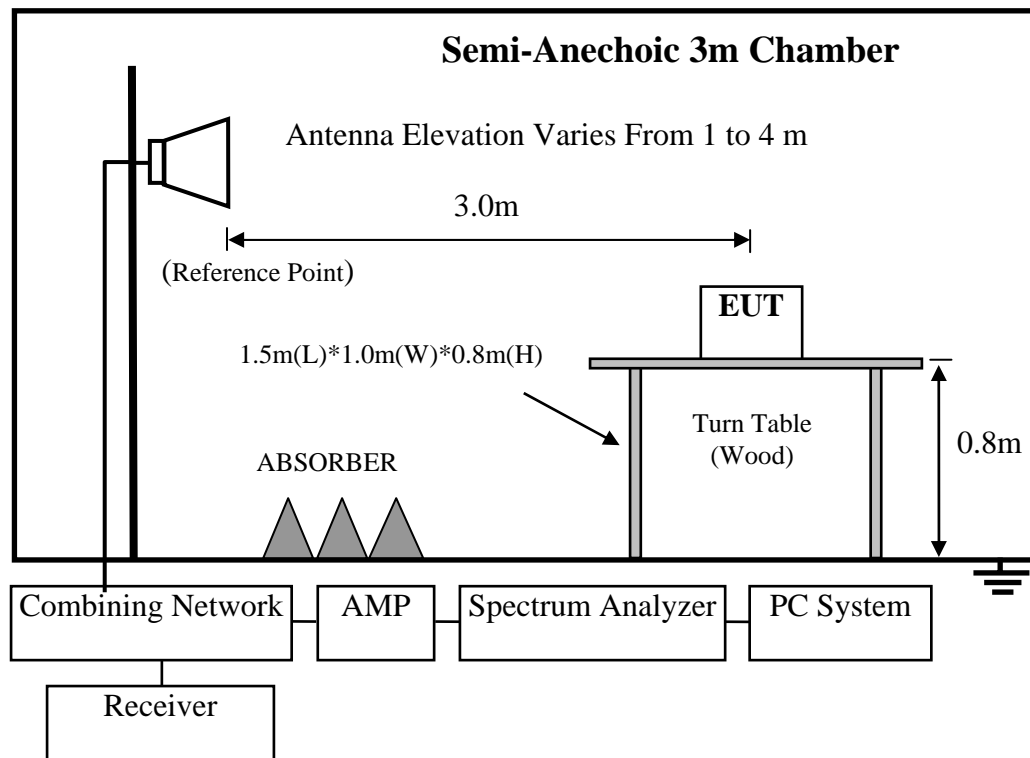 Semi-Anechoic 3m Chamber
Antenna Elevation Varies From 1 to 4 m
3.0m
(Reference Point)
EUT
1.5m(L)*1.0m(W)*0.8m(H)
Turn Table
(Wood)
0.8m
ABSORBER
Combining Network
AMP
Spectrum Analyzer
PC System
Receiver